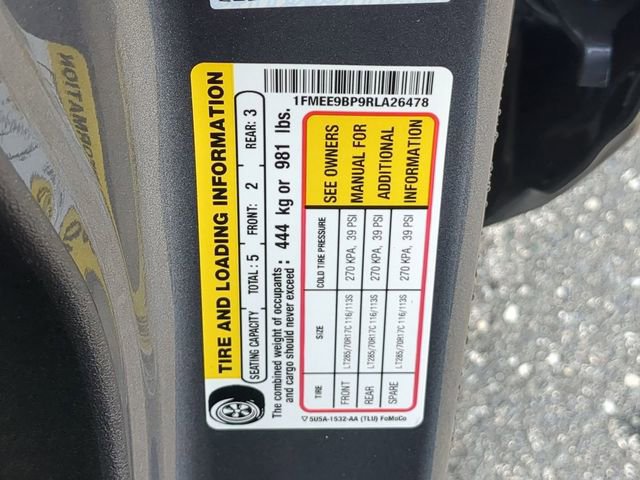 TIRE AND LOADING INFORMATION
SEATING CAPACITY TOTAL: 5 FRONT: 2 REAR: 3
The combined weight of occupants and cargo should never exceed : 444 kg or 981 lbs.
1FMEE9BP9RLA26478
TIRE SIZE COLD TIRE PRESSURE
FRONT LT285/70R17C 116/113S 270 KPA, 39 PSI
REAR LT285/70R17C 116/113S 270 KPA, 39 PSI
SPARE LT285/70R17C 116/113S 270 KPA, 39 PSI
SEE OWNERS
MANUAL FOR
ADDITIONAL
INFORMATION
5U5A-1532-AA (TLU) FoMoCo